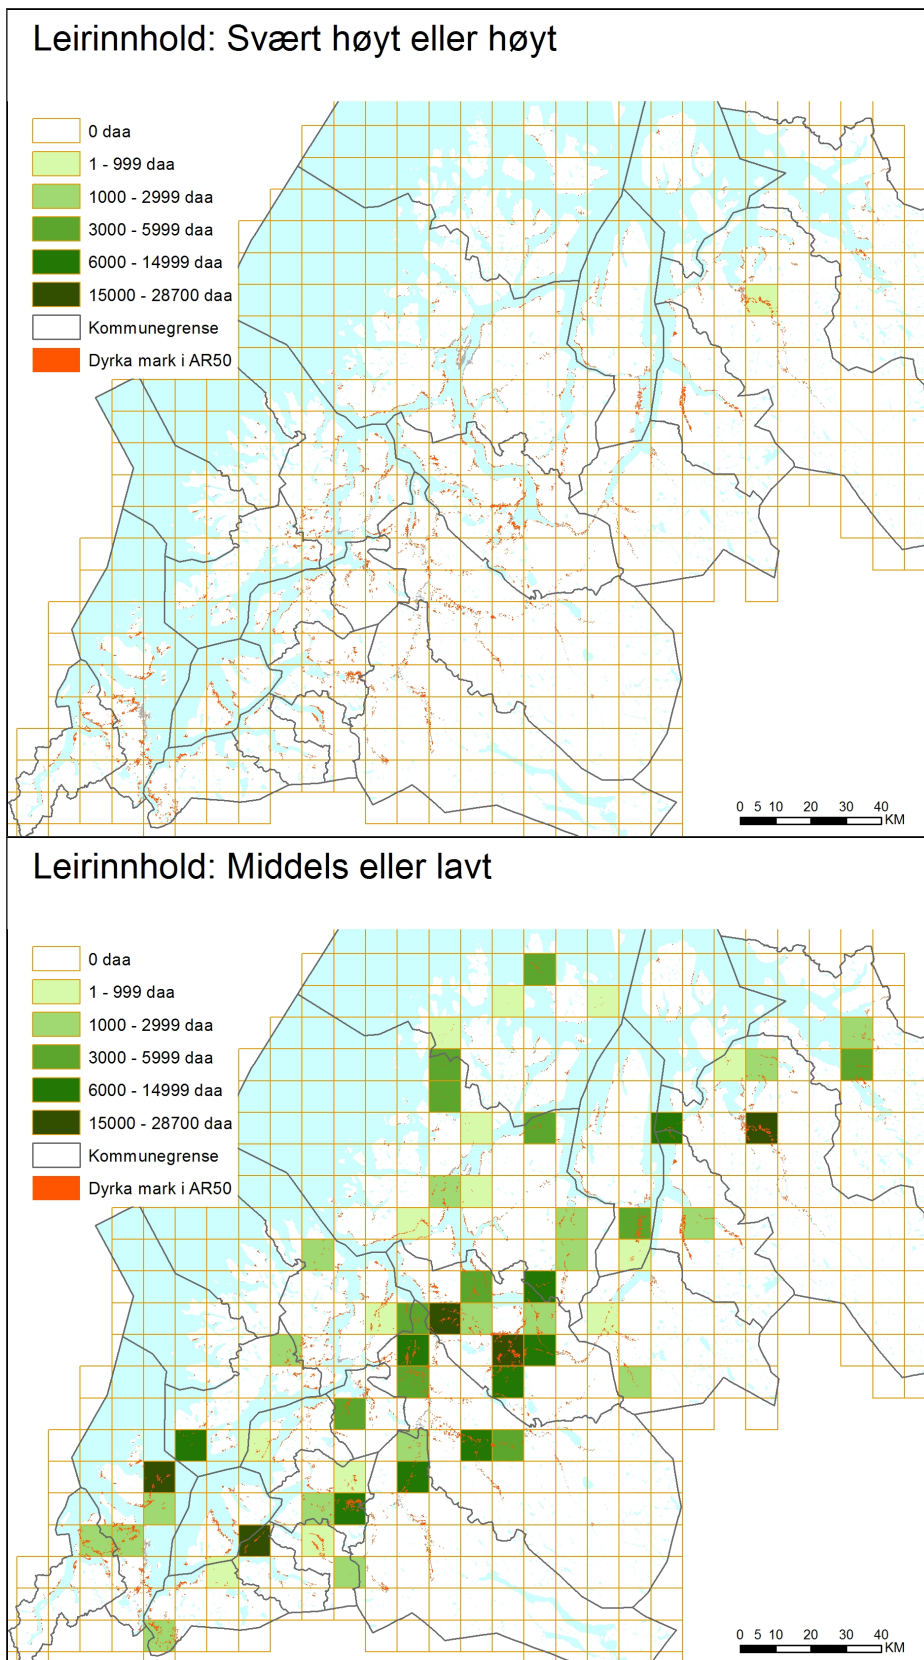 Leirinnhold: Svært høyt eller høyt
0 daa
1 - 999 daa
1000 - 2999 daa
3000 - 5999 daa
6000 - 14999 daa
15000 - 28700 daa
Kommunegrense
Dyrka mark i AR50
0 5 10 20 30 40
KM
Leirinnhold: Middels eller lavt
0 daa
1 - 999 daa
1000 - 2999 daa
3000 - 5999 daa
6000 - 14999 daa
15000 - 28700 daa
Kommunegrense
Dyrka mark i AR50
0 5 10 20 30 40
KM